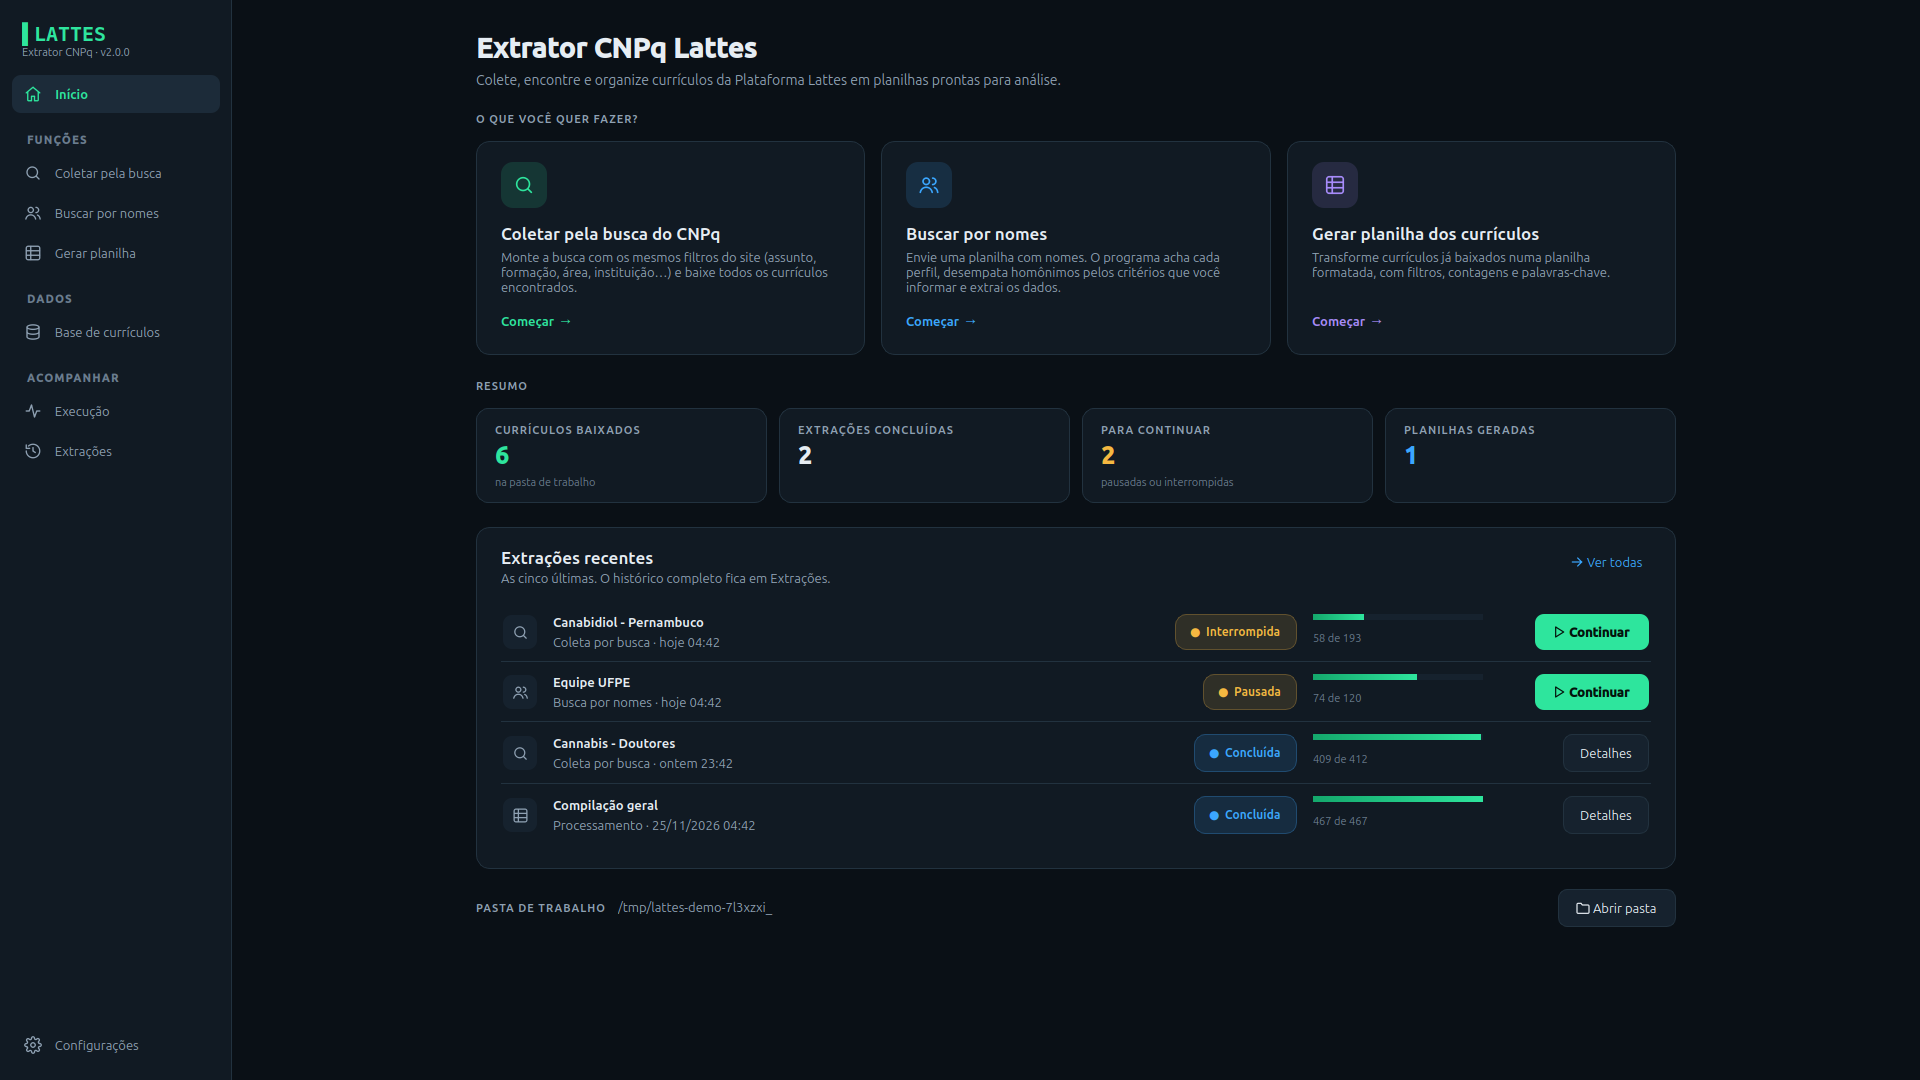 LATTES
Extrator CNPq · v2.0.0
Início
FUNÇÕES
Coletar pela busca
Buscar por nomes
Gerar planilha
DADOS
Base de currículos
ACOMPANHAR
Execução
Extrações
Configurações
Extrator CNPq Lattes
Colete, encontre e organize currículos da Plataforma Lattes em planilhas prontas para análise.
O QUE VOCÊ QUER FAZER?
Coletar pela busca do CNPq
Monte a busca com os mesmos filtros do site (assunto,
formação, área, instituição…) e baixe todos os currículos
encontrados.
Começar →
Buscar por nomes
Envie uma planilha com nomes. O programa acha cada
perfil, desempata homônimos pelos critérios que você
informar e extrai os dados.
Começar →
Gerar planilha dos currículos
Transforme currículos já baixados numa planilha
formatada, com filtros, contagens e palavras-chave.
Começar →
RESUMO
CURRÍCULOS BAIXADOS
6
na pasta de trabalho
EXTRAÇÕES CONCLUÍDAS
2
PARA CONTINUAR
2
pausadas ou interrompidas
PLANILHAS GERADAS
1
Extrações recentes
As cinco últimas. O histórico completo fica em Extrações.
→ Ver todas
Canabidiol - Pernambuco
Coleta por busca · hoje 04:42
Interrompida
58 de 193
Continuar
Equipe UFPE
Busca por nomes · hoje 04:42
Pausada
74 de 120
Continuar
Cannabis - Doutores
Coleta por busca · ontem 23:42
Concluída
409 de 412
Detalhes
Compilação geral
Processamento · 25/11/2026 04:42
Concluída
467 de 467
Detalhes
PASTA DE TRABALHO /tmp/lattes-demo-7l3xzxi_
Abrir pasta